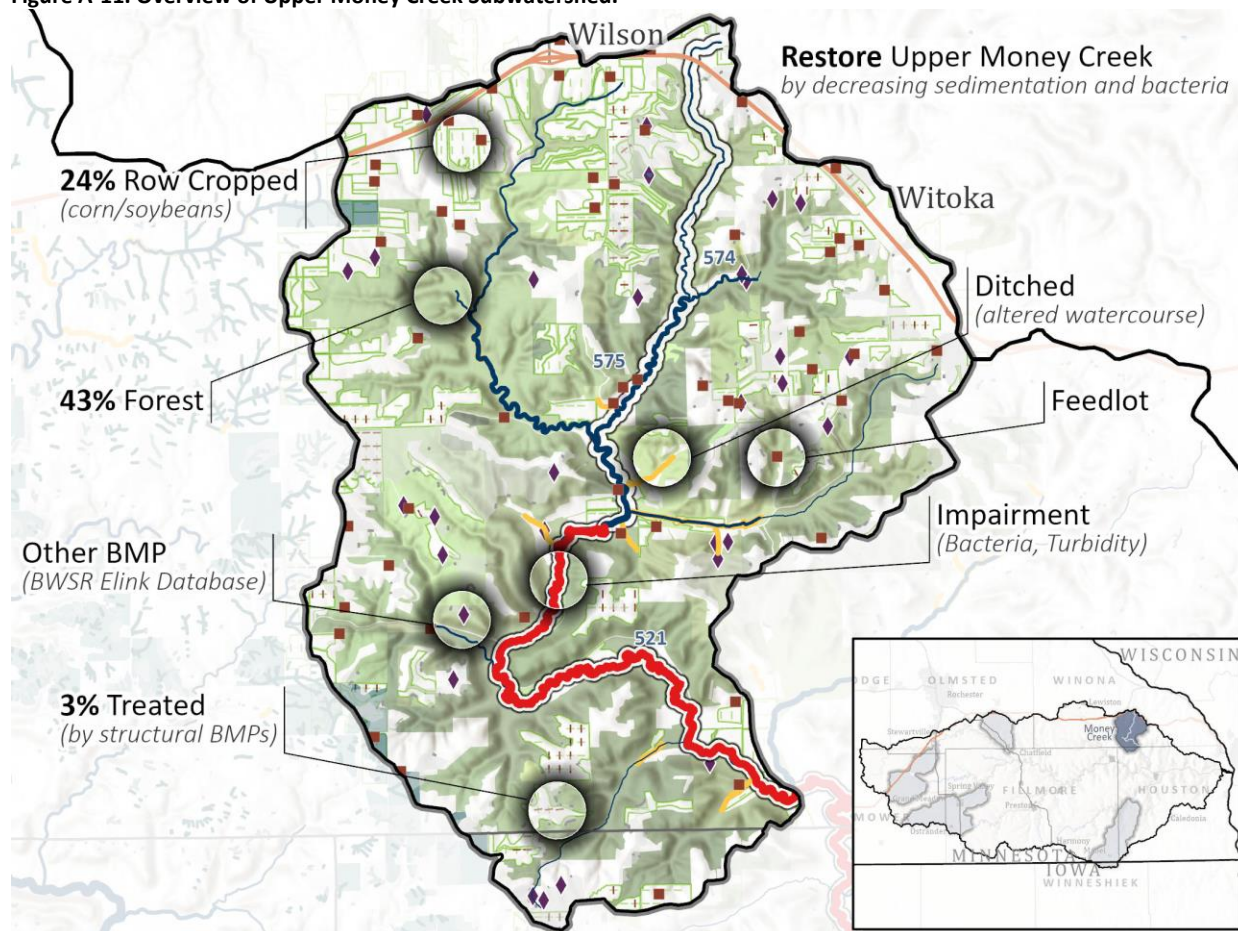 Figure A-11. Overview of Upper Money Creek Subwatershed.
Wilson
Restore Upper Money Creek
by decreasing sedimentation and bacteria
24% Row Cropped
(corn/soybeans)
Witoka
574
Ditched
(altered watercourse)
575
43% Forest
Feedlot
Impairment
(Bacteria, Turbidity)
Other BMP
(BWSR Elink Database)
521
3% Treated
(by structural BMPs)
WISCONSIN
DGE
OLMSTED
WINONA
Rochester
Lewiston
Money
Creek
Stewartville
Chatfield
Spring Valley
FILLMORE
HOUSTON
Preston
Caledonia
MOWER
Ostrander
Harmony
MINNESOTA
IOWA
WINNESHIEK